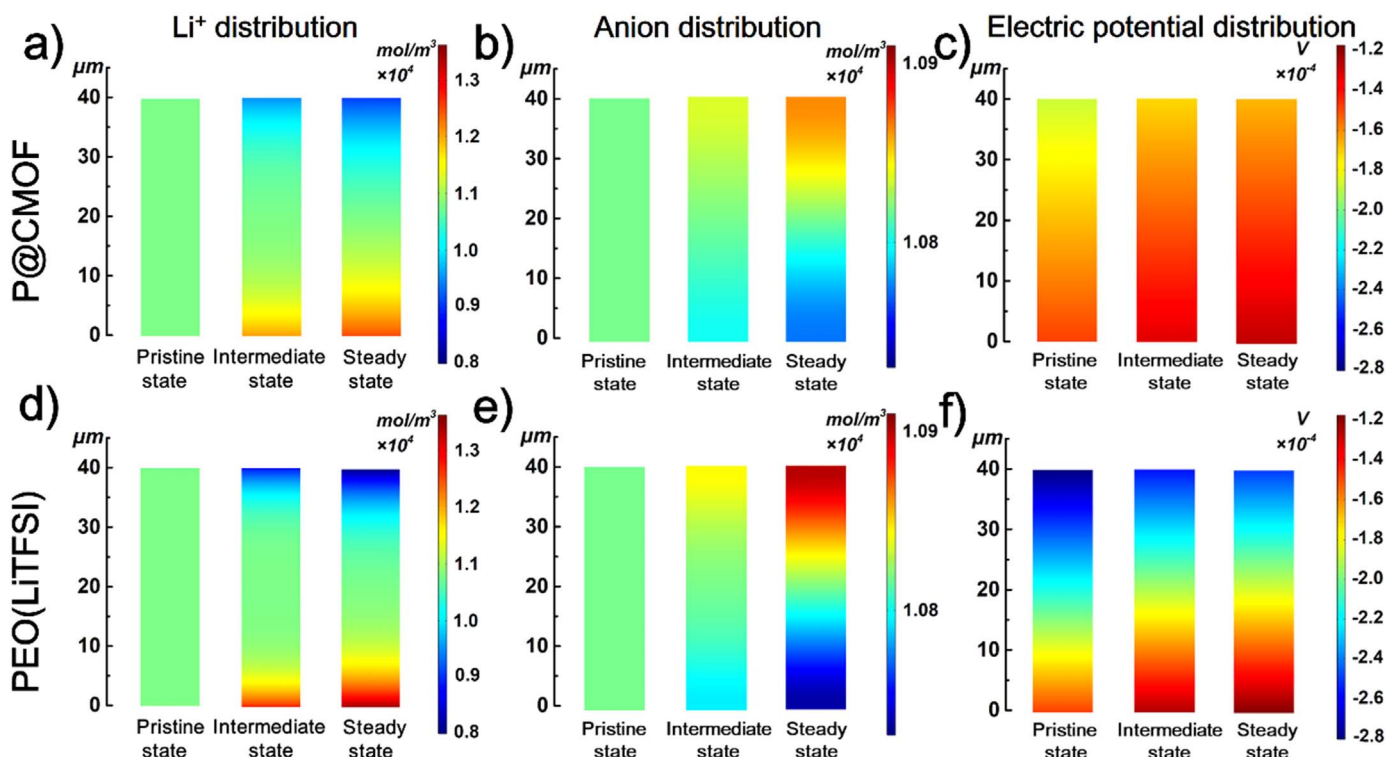 Li⁺ distribution
Anion distribution
Electric potential distribution
P@CMOF
a)
mol/m³
×10⁴
μm
40
30
20
10
0
1.3
1.2
1.1
1.0
0.9
0.8
Pristine state
Intermediate state
Steady state
b)
mol/m³
×10⁴
μm
40
30
20
10
0
1.09
1.08
Pristine state
Intermediate state
Steady state
c)
V
×10⁻⁴
μm
40
30
20
10
0
-1.2
-1.4
-1.6
-1.8
-2.0
-2.2
-2.4
-2.6
-2.8
Pristine state
Intermediate state
Steady state
PEO(LiTFSI)
d)
mol/m³
×10⁴
μm
40
30
20
10
0
1.3
1.2
1.1
1.0
0.9
0.8
Pristine state
Intermediate state
Steady state
e)
mol/m³
×10⁴
μm
40
30
20
10
0
1.09
1.08
Pristine state
Intermediate state
Steady state
f)
V
×10⁻⁴
μm
40
30
20
10
0
-1.2
-1.4
-1.6
-1.8
-2.0
-2.2
-2.4
-2.6
-2.8
Pristine state
Intermediate state
Steady state